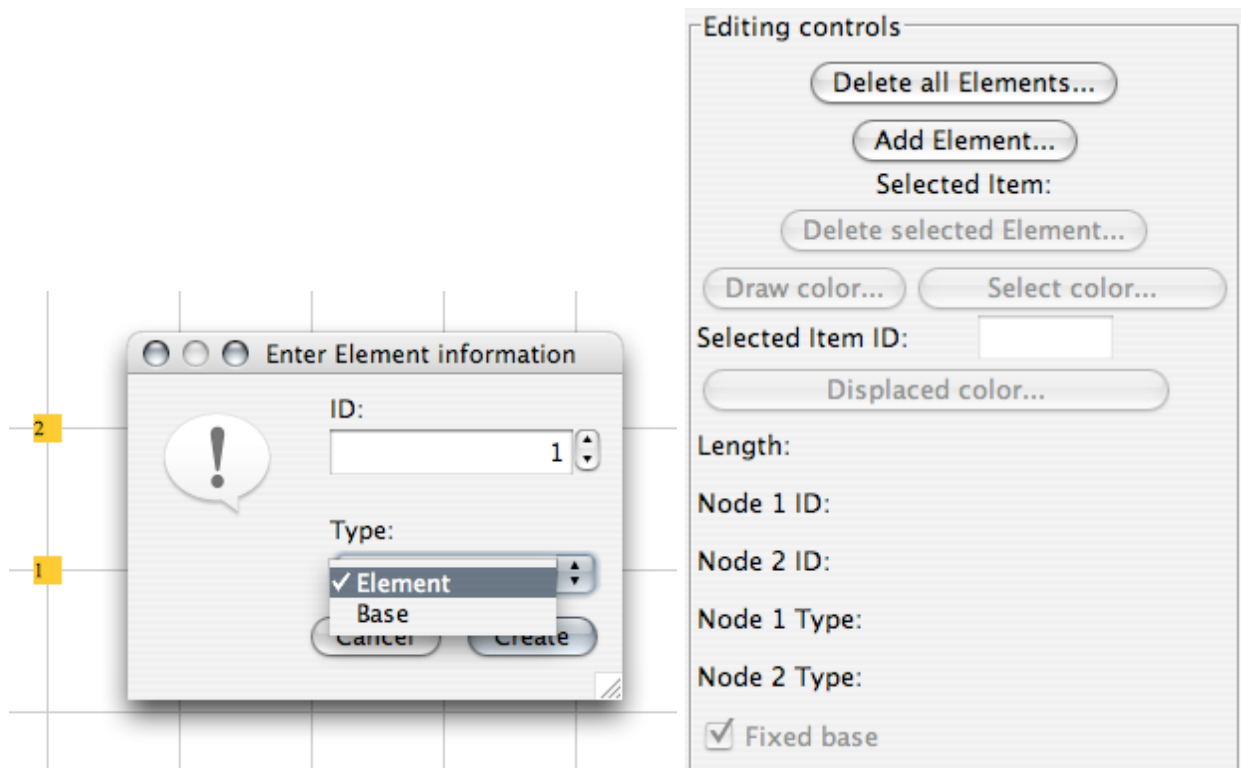 Enter Element information
ID:
1
Type:
Element
Base
Cancel Create
2
1
Editing controls
Delete all Elements...
Add Element...
Selected Item:
Delete selected Element...
Draw color... Select color...
Selected Item ID:
Displaced color...
Length:
Node 1 ID:
Node 2 ID:
Node 1 Type:
Node 2 Type:
Fixed base